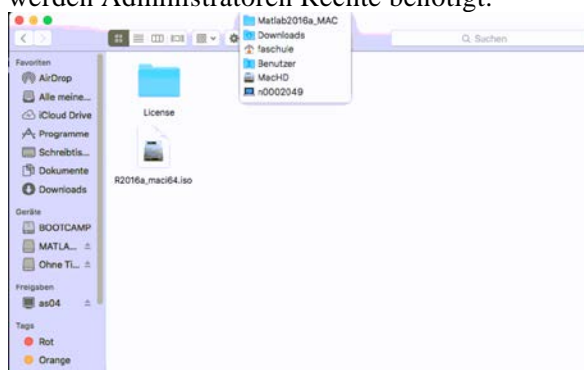 werden Administratoren Rechte benötigt.
Matlab2016a_MAC
Downloads
faschule
Benutzer
MacHD
n0002049
Q Suchen
Favoriten
AirDrop
Alle meine...
iCloud Drive
Programme
Schreibtis...
Dokumente
Downloads
Geräte
BOOTCAMP
MATLA...
Ohne Ti...
Freigaben
as04
Tags
Rot
Orange
License
R2016a_maci64.iso